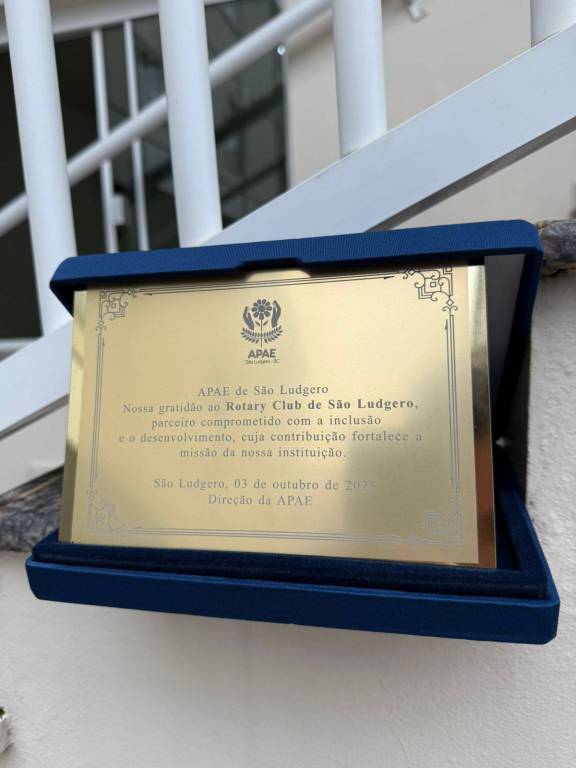 APAE
São Ludgero - SC
APAE de São Ludgero
Nossa gratidão ao Rotary Club de São Ludgero,
parceiro comprometido com a inclusão
e o desenvolvimento, cuja contribuição fortalece a
missão da nossa instituição.
São Ludgero, 03 de outubro de 2025
Direção da APAE